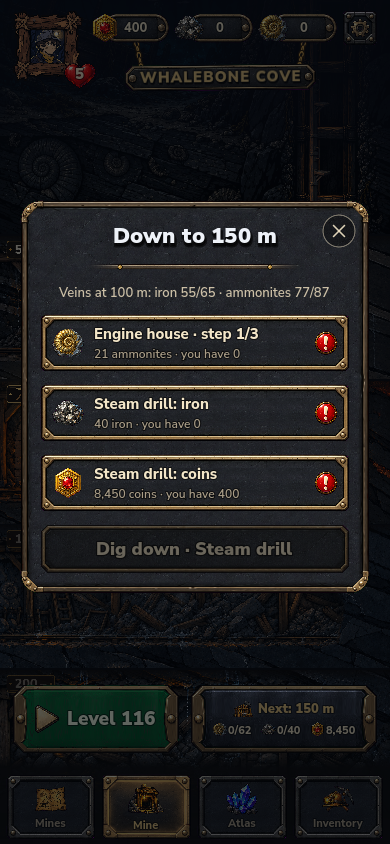 400
0
0
5
WHALEBONE COVE
Down to 150 m
Veins at 100 m: iron 55/65 · ammonites 77/87
Engine house · step 1/3
21 ammonites · you have 0
Steam drill: iron
40 iron · you have 0
Steam drill: coins
8,450 coins · you have 400
Dig down · Steam drill
200
Level 116
Next: 150 m
0/62
0/40
8,450
Mines
Mine
Atlas
Inventory